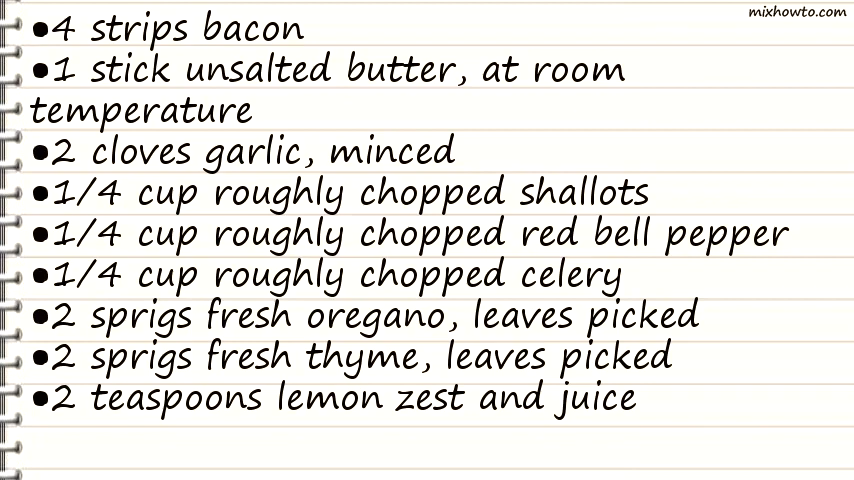 mixhowto.com
•4 strips bacon
•1 stick unsalted butter, at room
temperature
•2 cloves garlic, minced
•1/4 cup roughly chopped shallots
•1/4 cup roughly chopped red bell pepper
•1/4 cup roughly chopped celery
•2 sprigs fresh oregano, leaves picked
•2 sprigs fresh thyme, leaves picked
•2 teaspoons lemon zest and juice